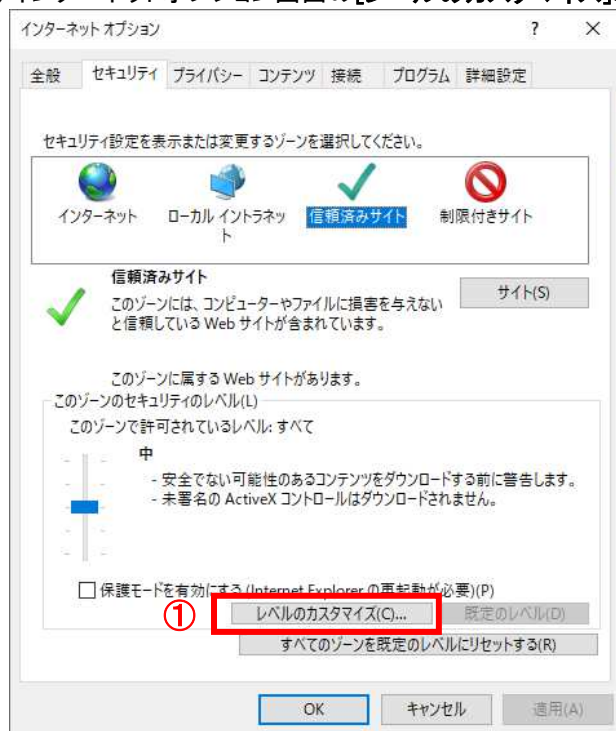 インターネット オプション ? ×
全般 セキュリティ プライバシー コンテンツ 接続 プログラム 詳細設定
セキュリティ設定を表示または変更するゾーンを選択してください。
インターネット ローカル イントラネッ 信頼済みサイト 制限付きサイト
ト
信頼済みサイト
サイト(S)
このゾーンには、コンピューターやファイルに損害を与えない
と信頼している Web サイトが含まれています。
このゾーンに属する Web サイトがあります。
このゾーンのセキュリティのレベル(L)
このゾーンで許可されているレベル: すべて
中
- 安全でない可能性のあるコンテンツをダウンロードする前に警告します。
- 未署名の ActiveX コントロールはダウンロードされません。
保護モードを有効にする (Internet Explorer の再起動が必要)(P)
① レベルのカスタマイズ(C)... 既定のレベル(D)
すべてのゾーンを既定のレベルにリセットする(R)
OK キャンセル 適用(A)